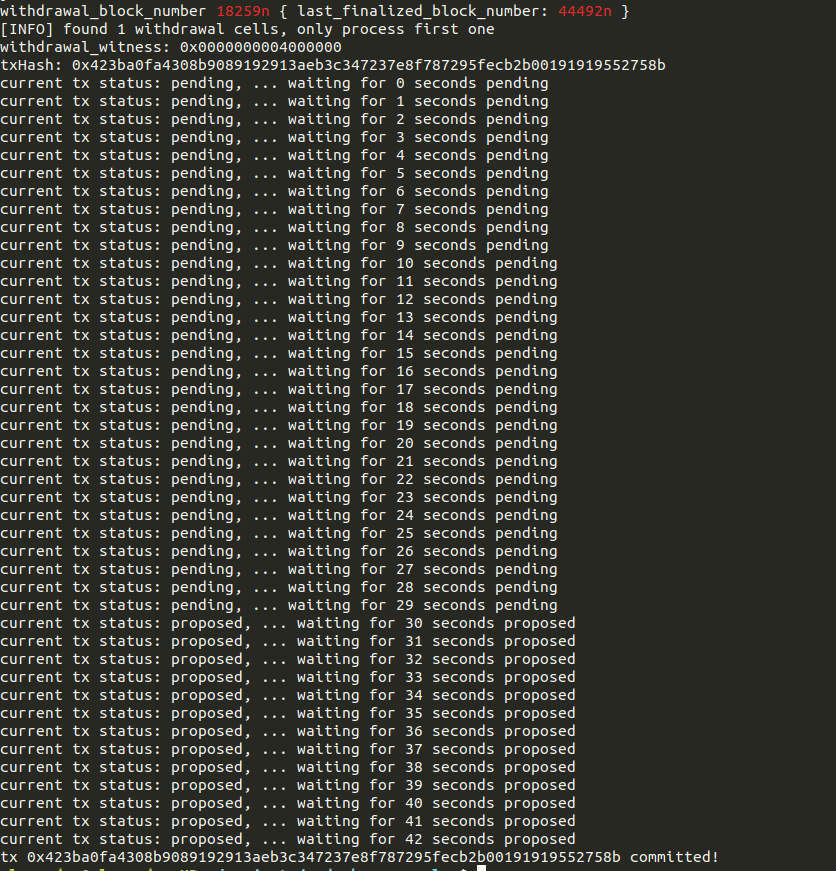 withdrawal_block_number 18259n { last_finalized_block_number: 44492n }
[INFO] found 1 withdrawal cells, only process first one
withdrawal_witness: 0x0000000004000000
txHash: 0x423ba0fa4308b9089192913aeb3c347237e8f787295fecb2b00191919552758b
current tx status: pending, ... waiting for 0 seconds pending
current tx status: pending, ... waiting for 1 seconds pending
current tx status: pending, ... waiting for 2 seconds pending
current tx status: pending, ... waiting for 3 seconds pending
current tx status: pending, ... waiting for 4 seconds pending
current tx status: pending, ... waiting for 5 seconds pending
current tx status: pending, ... waiting for 6 seconds pending
current tx status: pending, ... waiting for 7 seconds pending
current tx status: pending, ... waiting for 8 seconds pending
current tx status: pending, ... waiting for 9 seconds pending
current tx status: pending, ... waiting for 10 seconds pending
current tx status: pending, ... waiting for 11 seconds pending
current tx status: pending, ... waiting for 12 seconds pending
current tx status: pending, ... waiting for 13 seconds pending
current tx status: pending, ... waiting for 14 seconds pending
current tx status: pending, ... waiting for 15 seconds pending
current tx status: pending, ... waiting for 16 seconds pending
current tx status: pending, ... waiting for 17 seconds pending
current tx status: pending, ... waiting for 18 seconds pending
current tx status: pending, ... waiting for 19 seconds pending
current tx status: pending, ... waiting for 20 seconds pending
current tx status: pending, ... waiting for 21 seconds pending
current tx status: pending, ... waiting for 22 seconds pending
current tx status: pending, ... waiting for 23 seconds pending
current tx status: pending, ... waiting for 24 seconds pending
current tx status: pending, ... waiting for 25 seconds pending
current tx status: pending, ... waiting for 26 seconds pending
current tx status: pending, ... waiting for 27 seconds pending
current tx status: pending, ... waiting for 28 seconds pending
current tx status: pending, ... waiting for 29 seconds pending
current tx status: proposed, ... waiting for 30 seconds proposed
current tx status: proposed, ... waiting for 31 seconds proposed
current tx status: proposed, ... waiting for 32 seconds proposed
current tx status: proposed, ... waiting for 33 seconds proposed
current tx status: proposed, ... waiting for 34 seconds proposed
current tx status: proposed, ... waiting for 35 seconds proposed
current tx status: proposed, ... waiting for 36 seconds proposed
current tx status: proposed, ... waiting for 37 seconds proposed
current tx status: proposed, ... waiting for 38 seconds proposed
current tx status: proposed, ... waiting for 39 seconds proposed
current tx status: proposed, ... waiting for 40 seconds proposed
current tx status: proposed, ... waiting for 41 seconds proposed
current tx status: proposed, ... waiting for 42 seconds proposed
tx 0x423ba0fa4308b9089192913aeb3c347237e8f787295fecb2b00191919552758b committed!